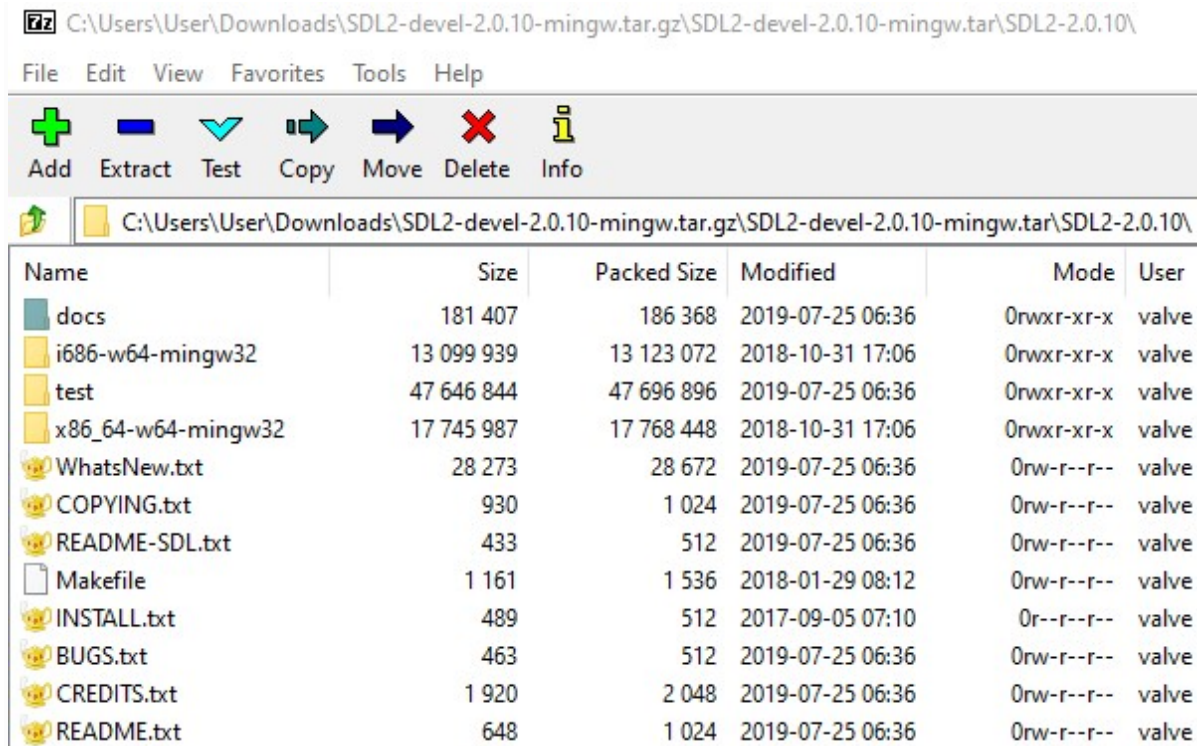 7z C:\Users\User\Downloads\SDL2-devel-2.0.10-mingw.tar.gz\SDL2-devel-2.0.10-mingw.tar\SDL2-2.0.10\
File Edit View Favorites Tools Help
Add Extract Test Copy Move Delete Info
C:\Users\User\Downloads\SDL2-devel-2.0.10-mingw.tar.gz\SDL2-devel-2.0.10-mingw.tar\SDL2-2.0.10\
Name Size Packed Size Modified Mode User
docs 181 407 186 368 2019-07-25 06:36 0rwxr-xr-x valve
i686-w64-mingw32 13 099 939 13 123 072 2018-10-31 17:06 0rwxr-xr-x valve
test 47 646 844 47 696 896 2019-07-25 06:36 0rwxr-xr-x valve
x86_64-w64-mingw32 17 745 987 17 768 448 2018-10-31 17:06 0rwxr-xr-x valve
WhatsNew.txt 28 273 28 672 2019-07-25 06:36 0rw-r--r-- valve
COPYING.txt 930 1 024 2019-07-25 06:36 0rw-r--r-- valve
README-SDL.txt 433 512 2019-07-25 06:36 0rw-r--r-- valve
Makefile 1 161 1 536 2018-01-29 08:12 0rw-r--r-- valve
INSTALL.txt 489 512 2017-09-05 07:10 0r--r--r-- valve
BUGS.txt 463 512 2019-07-25 06:36 0rw-r--r-- valve
CREDITS.txt 1 920 2 048 2019-07-25 06:36 0rw-r--r-- valve
README.txt 648 1 024 2019-07-25 06:36 0rw-r--r-- valve